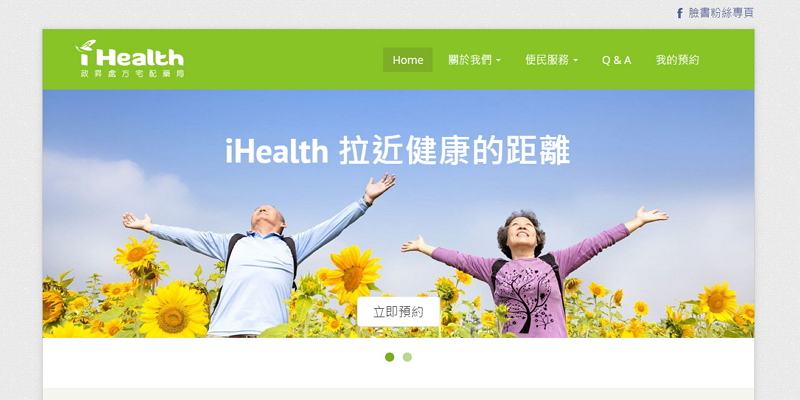 臉書粉絲專頁
iHealth
政昇處方宅配藥局
Home 關於我們 便民服務 Q & A 我的預約
iHealth 拉近健康的距離
立即預約